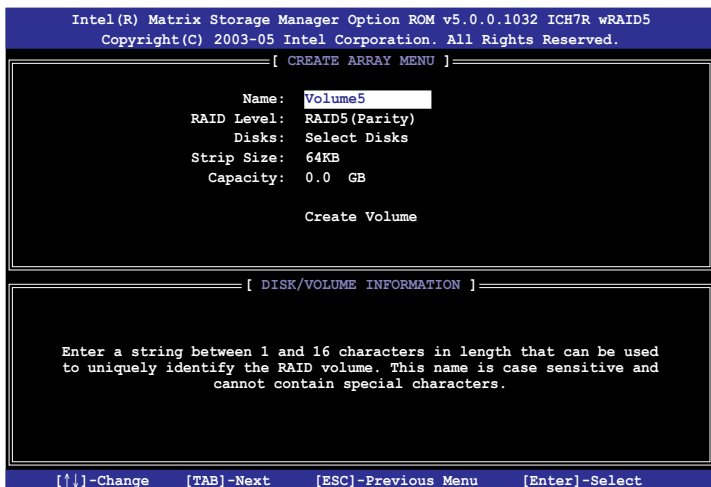 Intel(R) Matrix Storage Manager Option ROM v5.0.0.1032 ICH7R wRAID5
Copyright(C) 2003-05 Intel Corporation. All Rights Reserved.
[ CREATE ARRAY MENU ]
Name: Volume5
RAID Level: RAID5(Parity)
Disks: Select Disks
Strip Size: 64KB
Capacity: 0.0 GB
Create Volume
[ DISK/VOLUME INFORMATION ]
Enter a string between 1 and 16 characters in length that can be used
to uniquely identify the RAID volume. This name is case sensitive and
cannot contain special characters.
[↑↓]-Change [TAB]-Next [ESC]-Previous Menu [Enter]-Select